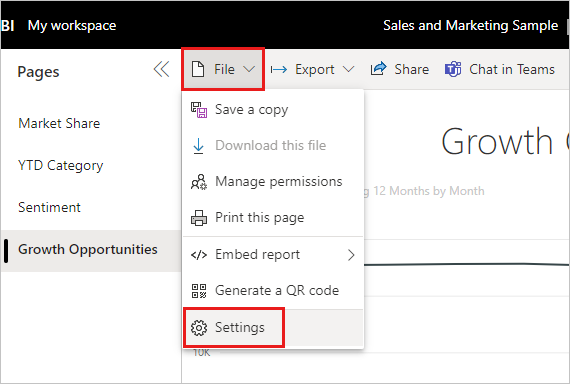 BI My workspace Sales and Marketing Sample
Pages
File Export Share Chat in Teams
Market Share
YTD Category
Sentiment
Growth Opportunities
Save a copy
Download this file
Manage permissions
Print this page
Embed report
Generate a QR code
Settings
Growth
g 12 Months by Month
10K